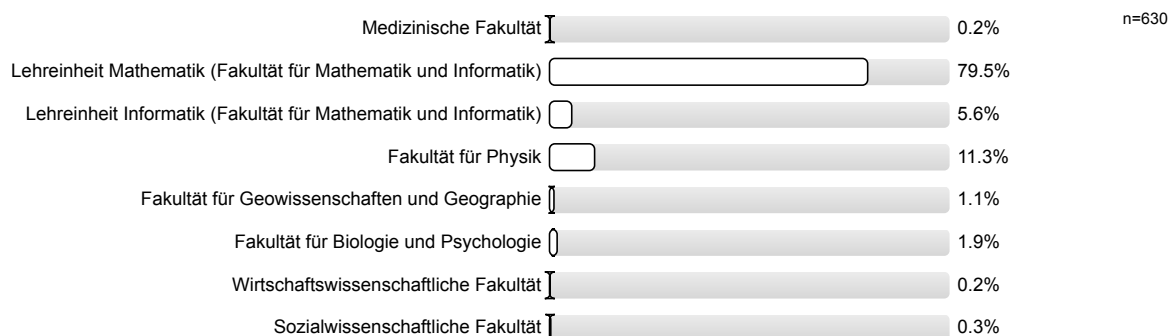 Medizinische Fakultät 0.2% n=630
Lehreinheit Mathematik (Fakultät für Mathematik und Informatik) 79.5%
Lehreinheit Informatik (Fakultät für Mathematik und Informatik) 5.6%
Fakultät für Physik 11.3%
Fakultät für Geowissenschaften und Geographie 1.1%
Fakultät für Biologie und Psychologie 1.9%
Wirtschaftswissenschaftliche Fakultät 0.2%
Sozialwissenschaftliche Fakultät 0.3%